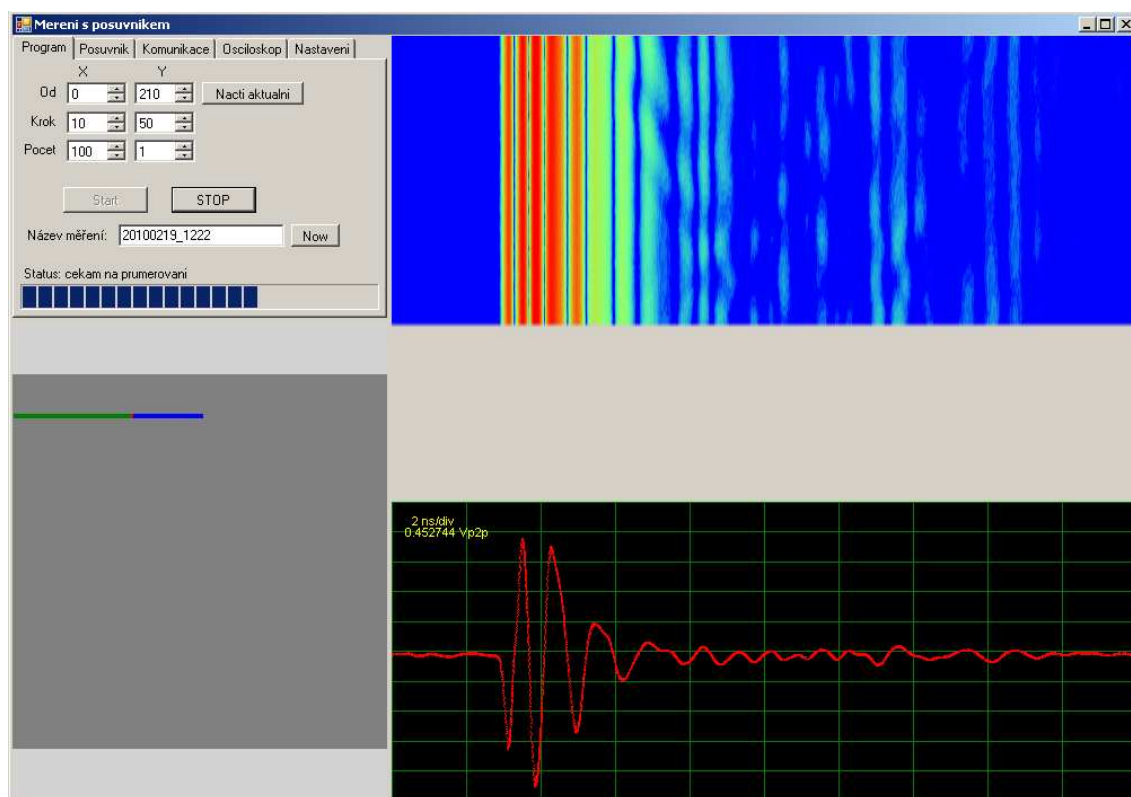 Mereni s posuvnikem
Program Posuvnik Komunikace Osciloskop Nastaveni
X Y
Od 0 210 Nacti aktualni
Krok 10 50
Pocet 100 1
Start STOP
Název měření: 20100219_1222 Now
Status: cekam na prumerovani
2 ns/div
0.452744 Vp2p